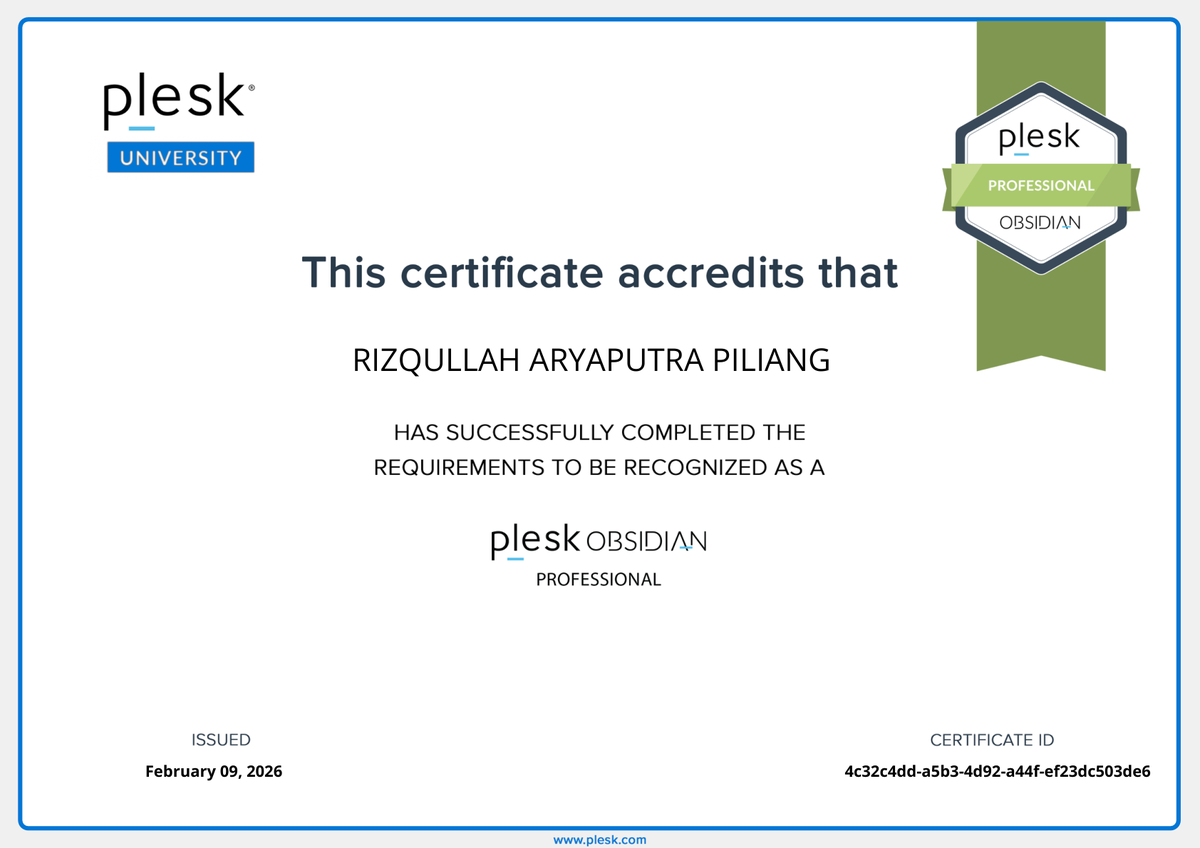 plesk®
UNIVERSITY
plesk
PROFESSIONAL
OBSIDIAN
This certificate accredits that
RIZQULLAH ARYAPUTRA PILIANG
HAS SUCCESSFULLY COMPLETED THE
REQUIREMENTS TO BE RECOGNIZED AS A
plesk OBSIDIAN
PROFESSIONAL
ISSUED
February 09, 2026
CERTIFICATE ID
4c32c4dd-a5b3-4d92-a44f-ef23dc503de6
www.plesk.com